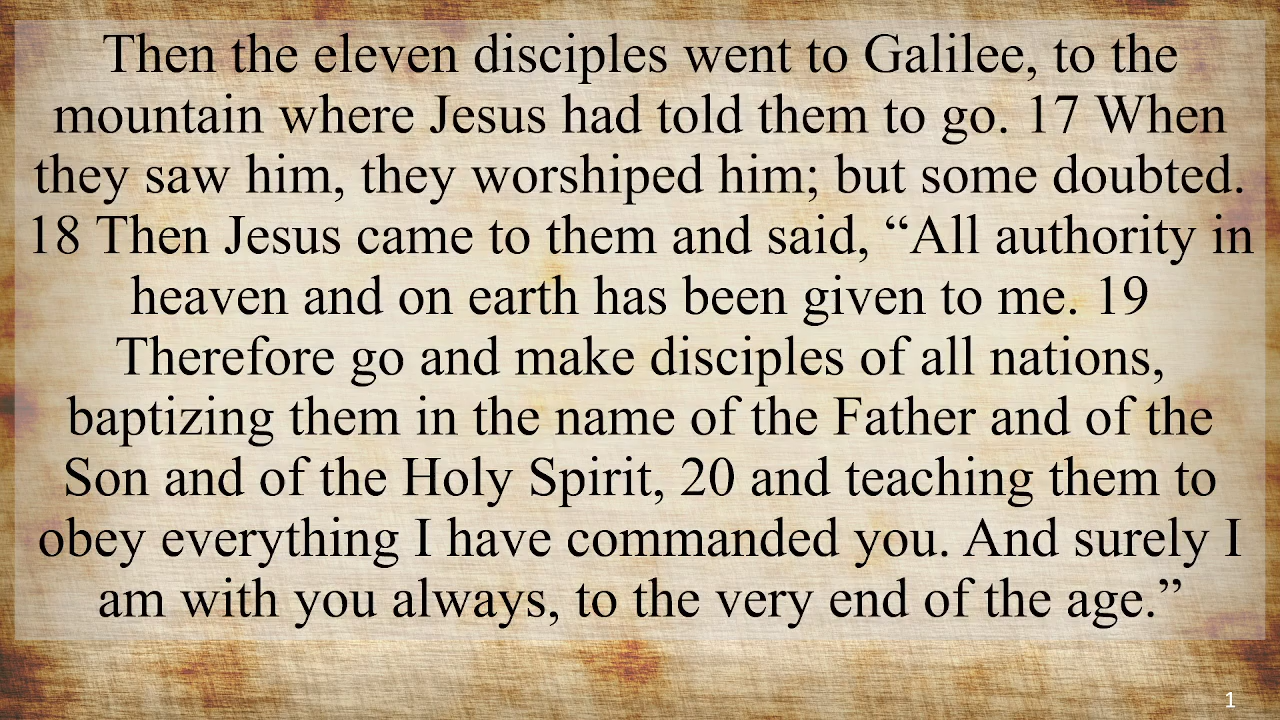 Then the eleven disciples went to Galilee, to the
mountain where Jesus had told them to go. 17 When
they saw him, they worshiped him; but some doubted.
18 Then Jesus came to them and said, “All authority in
heaven and on earth has been given to me. 19
Therefore go and make disciples of all nations,
baptizing them in the name of the Father and of the
Son and of the Holy Spirit, 20 and teaching them to
obey everything I have commanded you. And surely I
am with you always, to the very end of the age.”
1